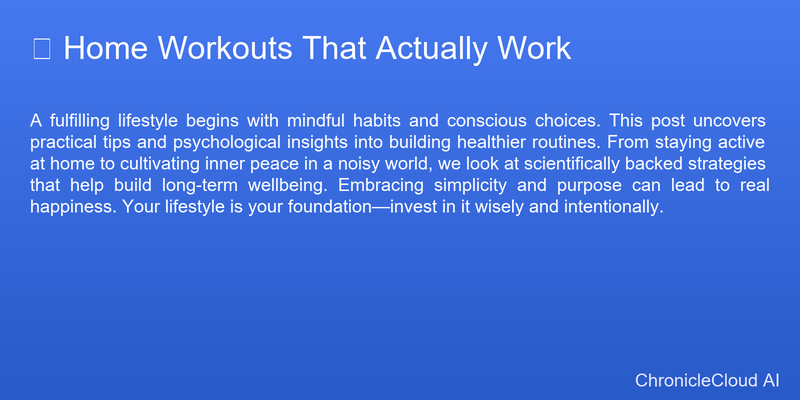 Home Workouts That Actually Work
A fulfilling lifestyle begins with mindful habits and conscious choices. This post uncovers
practical tips and psychological insights into building healthier routines. From staying active
at home to cultivating inner peace in a noisy world, we look at scientifically backed strategies
that help build long-term wellbeing. Embracing simplicity and purpose can lead to real
happiness. Your lifestyle is your foundation—invest in it wisely and intentionally.
ChronicleCloud AI